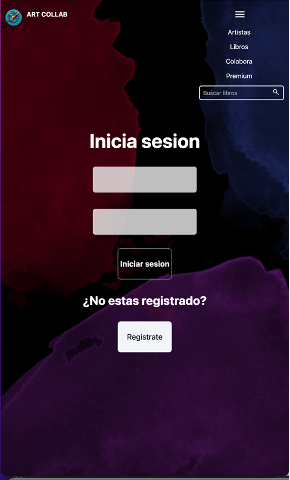 ART COLLAB
Artistas
Libros
Colabora
Premium
Buscar libros
Inicia sesion
Iniciar sesion
¿No estas registrado?
Registrate